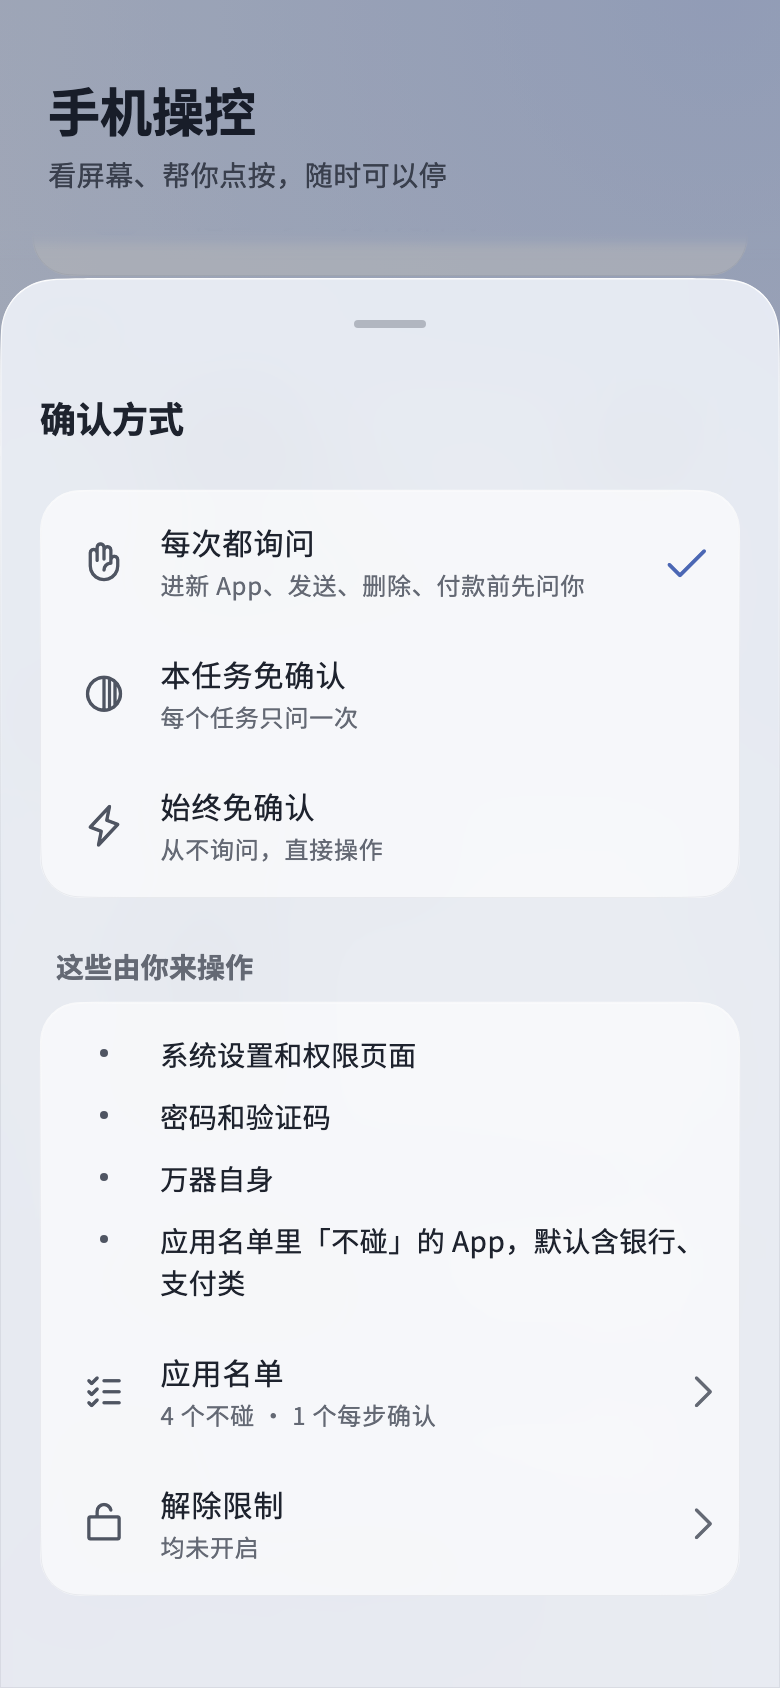 手机操控
看屏幕、帮你点按，随时可以停
确认方式
每次都询问
进新 App、发送、删除、付款前先问你
本任务免确认
每个任务只问一次
始终免确认
从不询问，直接操作
这些由你来操作
• 系统设置和权限页面
• 密码和验证码
• 万器自身
• 应用名单里「不碰」的 App，默认含银行、
支付类
应用名单
4 个不碰 · 1 个每步确认
解除限制
均未开启